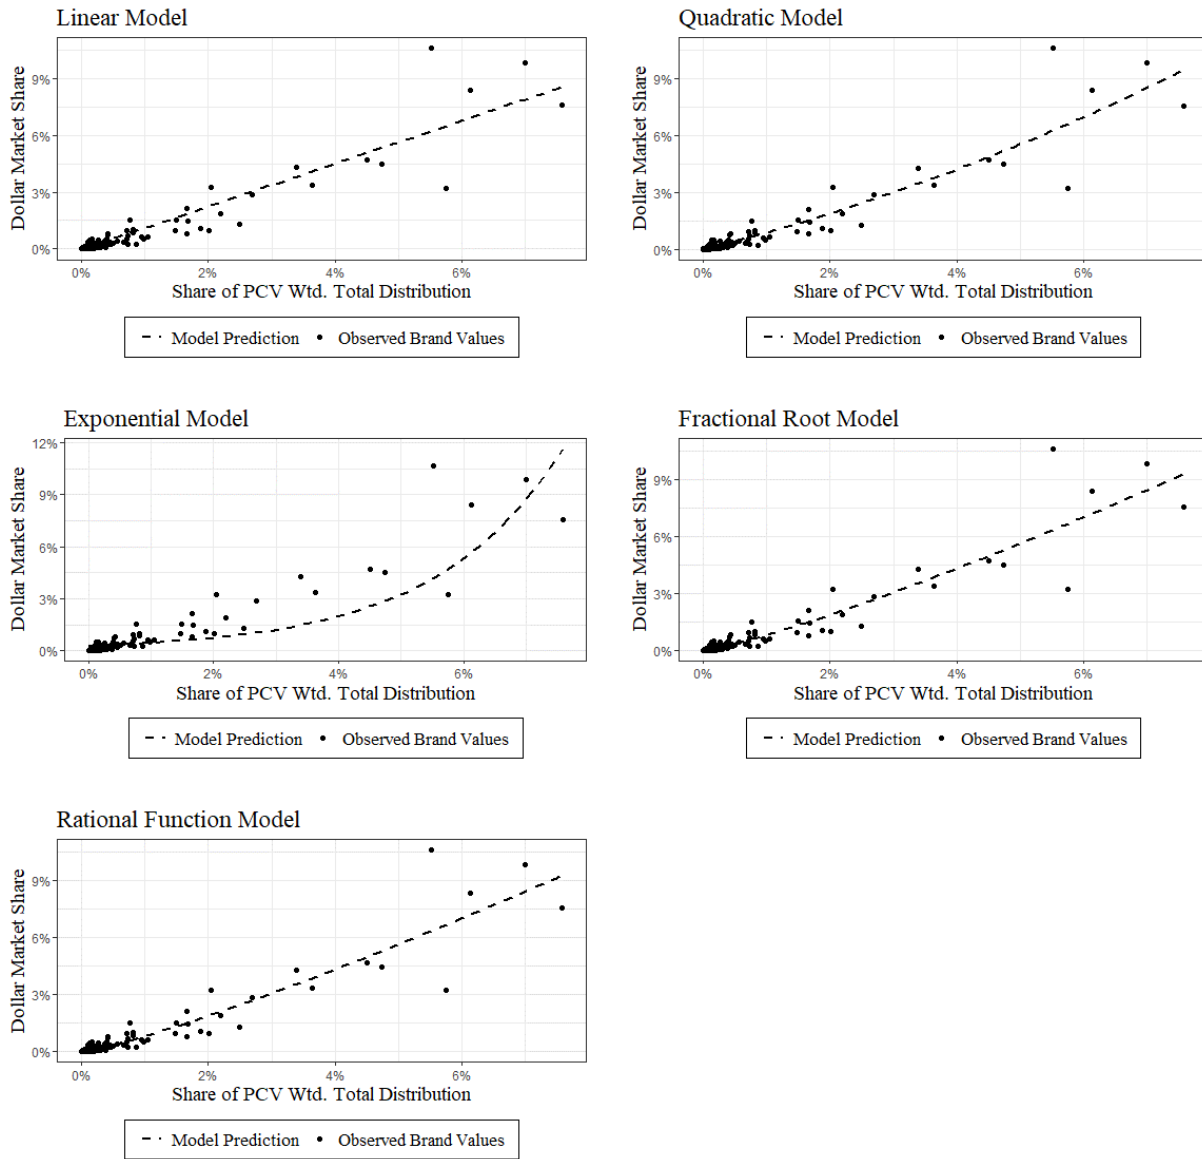 Linear Model
Dollar Market Share
9%
6%
3%
0%
0%
2%
4%
6%
Share of PCV Wtd. Total Distribution
Model Prediction
Observed Brand Values
Quadratic Model
Dollar Market Share
9%
6%
3%
0%
0%
2%
4%
6%
Share of PCV Wtd. Total Distribution
Model Prediction
Observed Brand Values
Exponential Model
Dollar Market Share
12%
9%
6%
3%
0%
0%
2%
4%
6%
Share of PCV Wtd. Total Distribution
Model Prediction
Observed Brand Values
Fractional Root Model
Dollar Market Share
9%
6%
3%
0%
0%
2%
4%
6%
Share of PCV Wtd. Total Distribution
Model Prediction
Observed Brand Values
Rational Function Model
Dollar Market Share
9%
6%
3%
0%
0%
2%
4%
6%
Share of PCV Wtd. Total Distribution
Model Prediction
Observed Brand Values